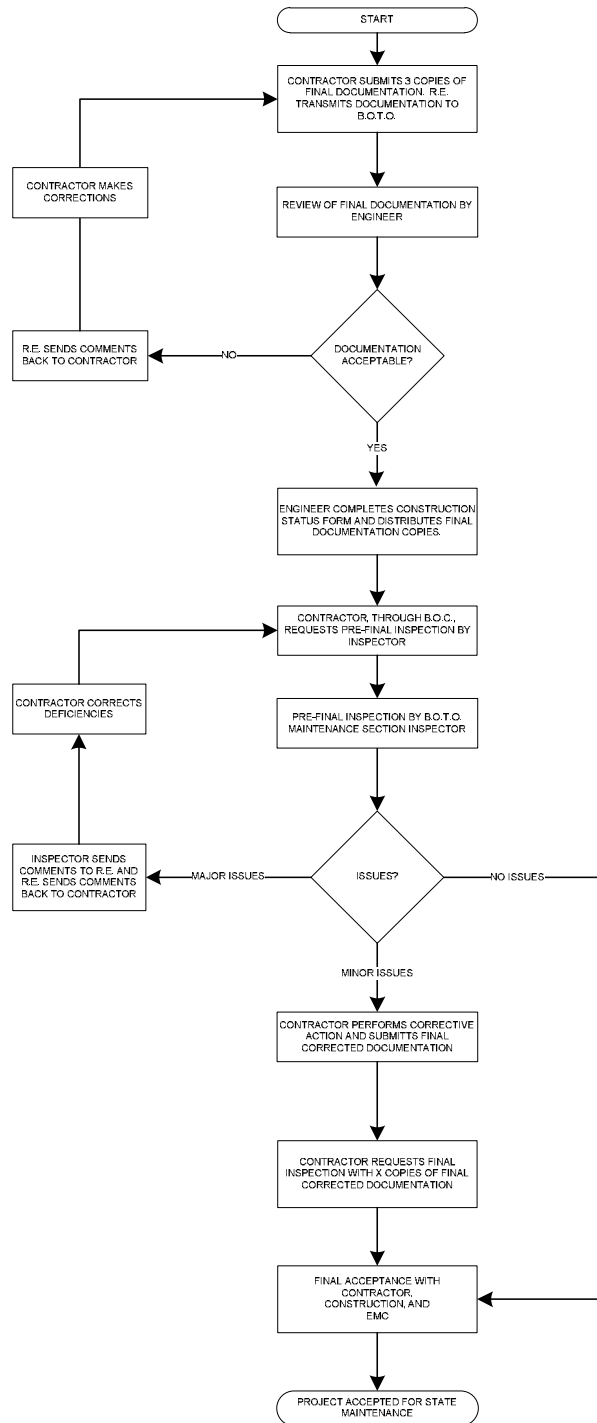 START
CONTRACTOR SUBMITS 3 COPIES OF
FINAL DOCUMENTATION. R.E.
TRANSMITS DOCUMENTATION TO
B.O.T.O.
CONTRACTOR MAKES
CORRECTIONS
REVIEW OF FINAL DOCUMENTATION BY
ENGINEER
R.E. SENDS COMMENTS
BACK TO CONTRACTOR
NO
DOCUMENTATION
ACCEPTABLE?
YES
ENGINEER COMPLETES CONSTRUCTION
STATUS FORM AND DISTRIBUTES FINAL
DOCUMENTATION COPIES.
CONTRACTOR, THROUGH B.O.C.,
REQUESTS PRE-FINAL INSPECTION BY
INSPECTOR
CONTRACTOR CORRECTS
DEFICIENCIES
PRE-FINAL INSPECTION BY B.O.T.O.
MAINTENANCE SECTION INSPECTOR
INSPECTOR SENDS
COMMENTS TO R.E. AND
R.E. SENDS COMMENTS
BACK TO CONTRACTOR
MAJOR ISSUES
ISSUES?
NO ISSUES
MINOR ISSUES
CONTRACTOR PERFORMS CORRECTIVE
ACTION AND SUBMITTS FINAL
CORRECTED DOCUMENTATION
CONTRACTOR REQUESTS FINAL
INSPECTION WITH X COPIES OF FINAL
CORRECTED DOCUMENTATION
FINAL ACCEPTANCE WITH
CONTRACTOR,
CONSTRUCTION, AND
EMC
PROJECT ACCEPTED FOR STATE
MAINTENANCE